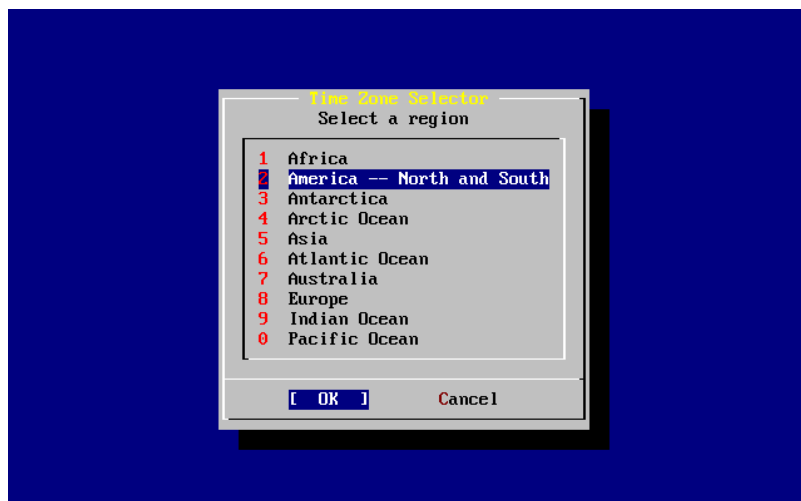 Time Zone Selector
Select a region
1 Africa
2 America -- North and South
3 Antarctica
4 Arctic Ocean
5 Asia
6 Atlantic Ocean
7 Australia
8 Europe
9 Indian Ocean
0 Pacific Ocean
[ OK ] Cancel